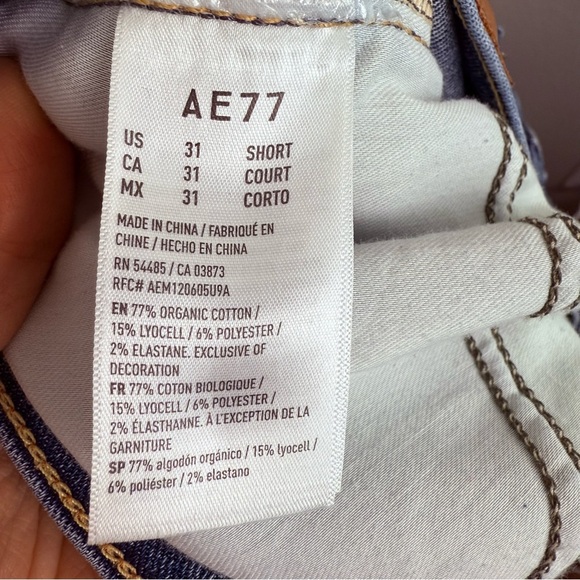 AE77
US 31 SHORT
CA 31 COURT
MX 31 CORTO
MADE IN CHINA / FABRIQUÉ EN
CHINE / HECHO EN CHINA
RN 54485 / CA 03873
RFC# AEM120605U9A
EN 77% ORGANIC COTTON /
15% LYOCELL / 6% POLYESTER /
2% ELASTANE. EXCLUSIVE OF
DECORATION
FR 77% COTON BIOLOGIQUE /
15% LYOCELL / 6% POLYESTER /
2% ÉLASTHANNE. À L'EXCEPTION DE LA
GARNITURE
SP 77% algodón orgánico / 15% lyocell /
6% poliéster / 2% elastano